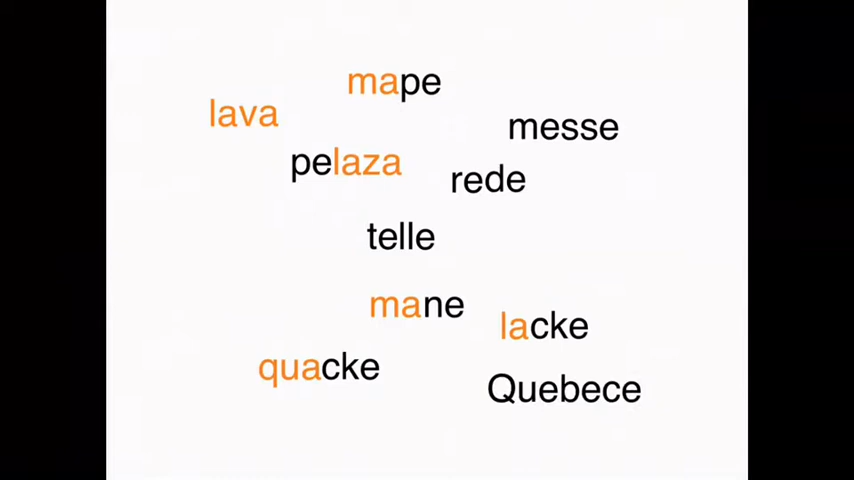 mape
lava
messe
pelaza
rede
telle
mane
lacke
quacke
Quebece